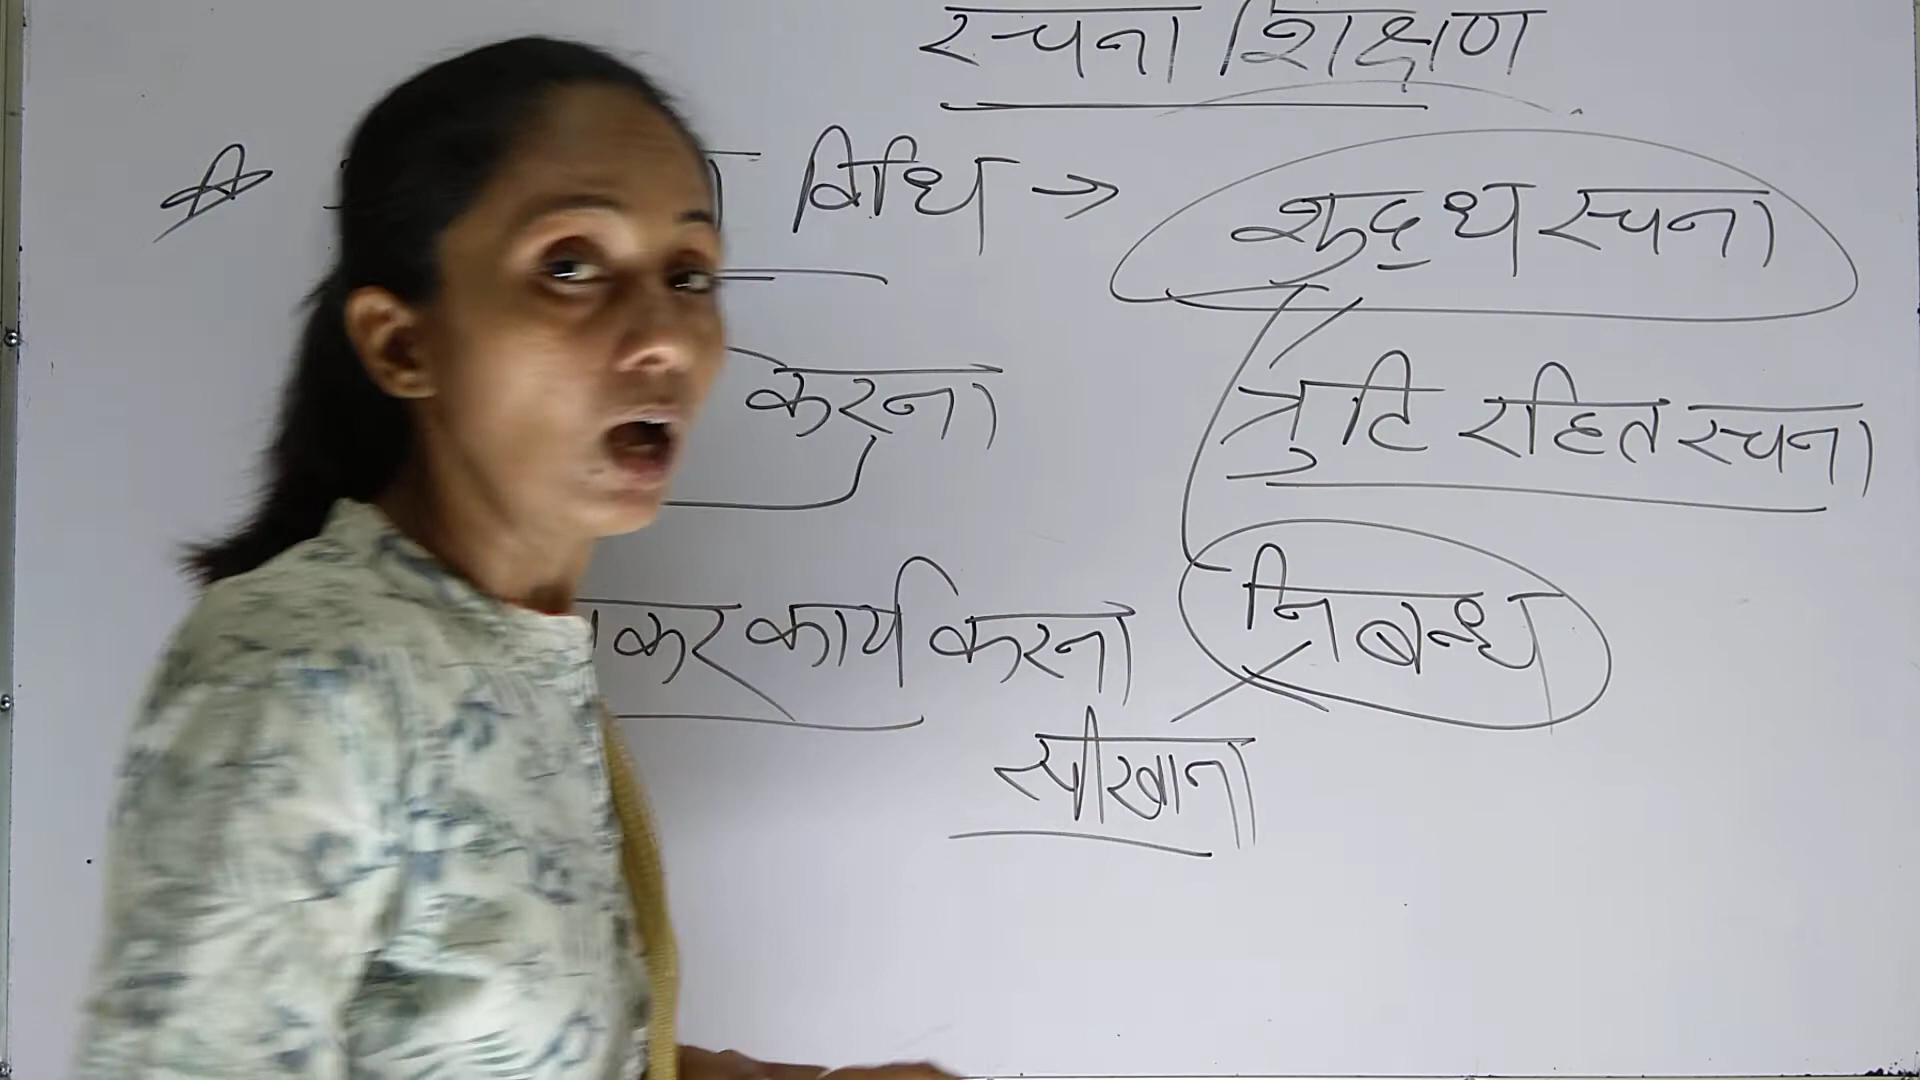 रचना शिक्षण
विधि → शुद्ध रचना
करना त्रुटि रहित रचना
कर कार्य करना निबन्ध
सीखाना